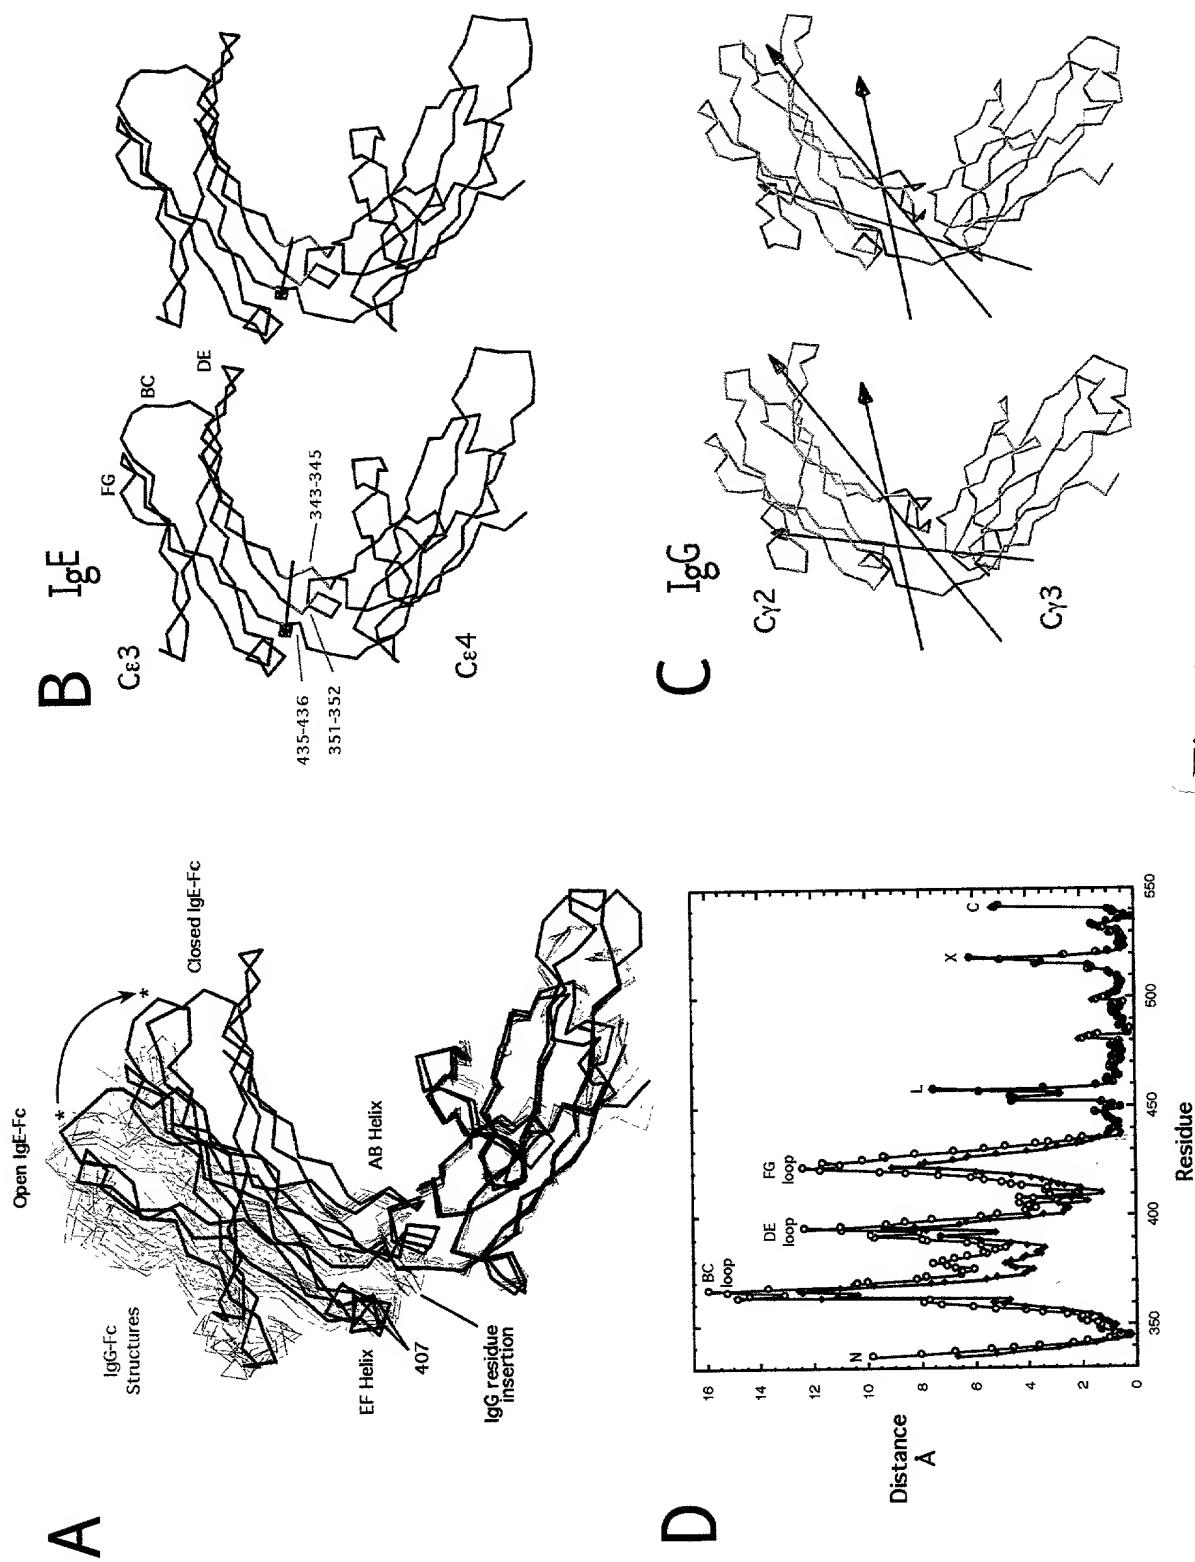 A
Open IgE-Fc
Closed IgE-Fc
*
*
IgG-Fc
Structures
AB Helix
EF Helix
407
IgG residue
insertion
B
IgE
Cε3
FG
BC
DE
343-345
435-436
351-352
Cε4
C
IgG
Cγ2
Cγ3
D
Distance
Å
16
14
12
10
8
6
4
2
0
N
BC
loop
DE
loop
FG
loop
L
X
C
350
400
450
500
550
Residue